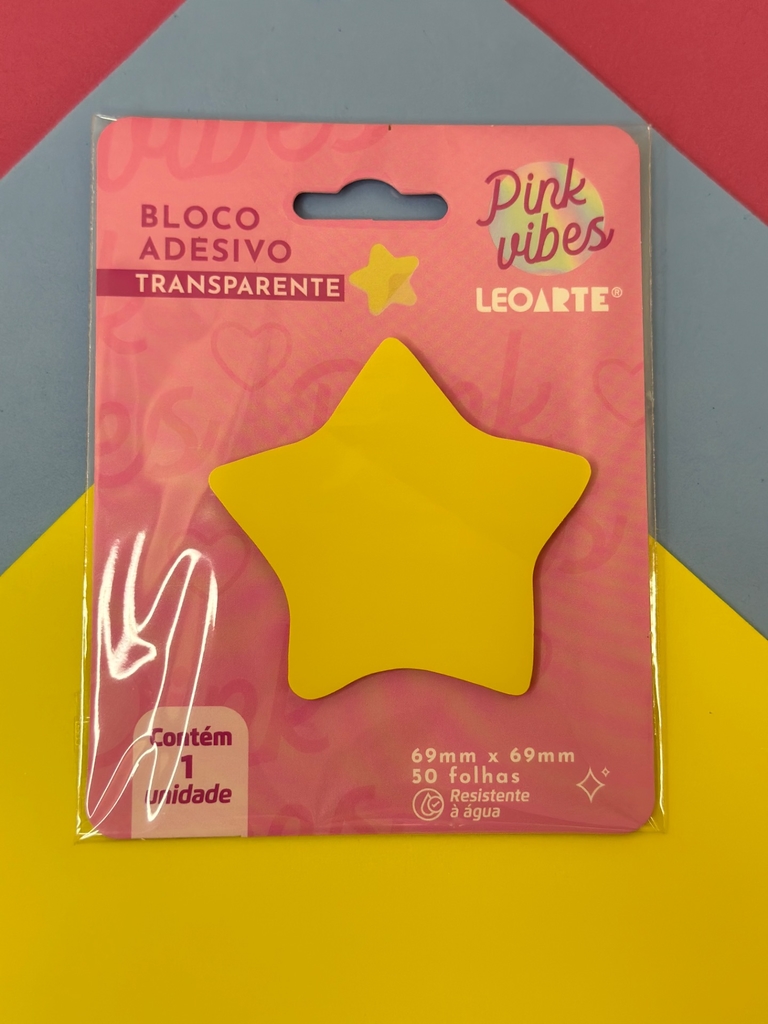 BLOCO
ADESIVO
TRANSPARENTE
Pink
vibes
LEOARTE®
Contém
1
unidade
69mm x 69mm
50 folhas
Resistente
à água